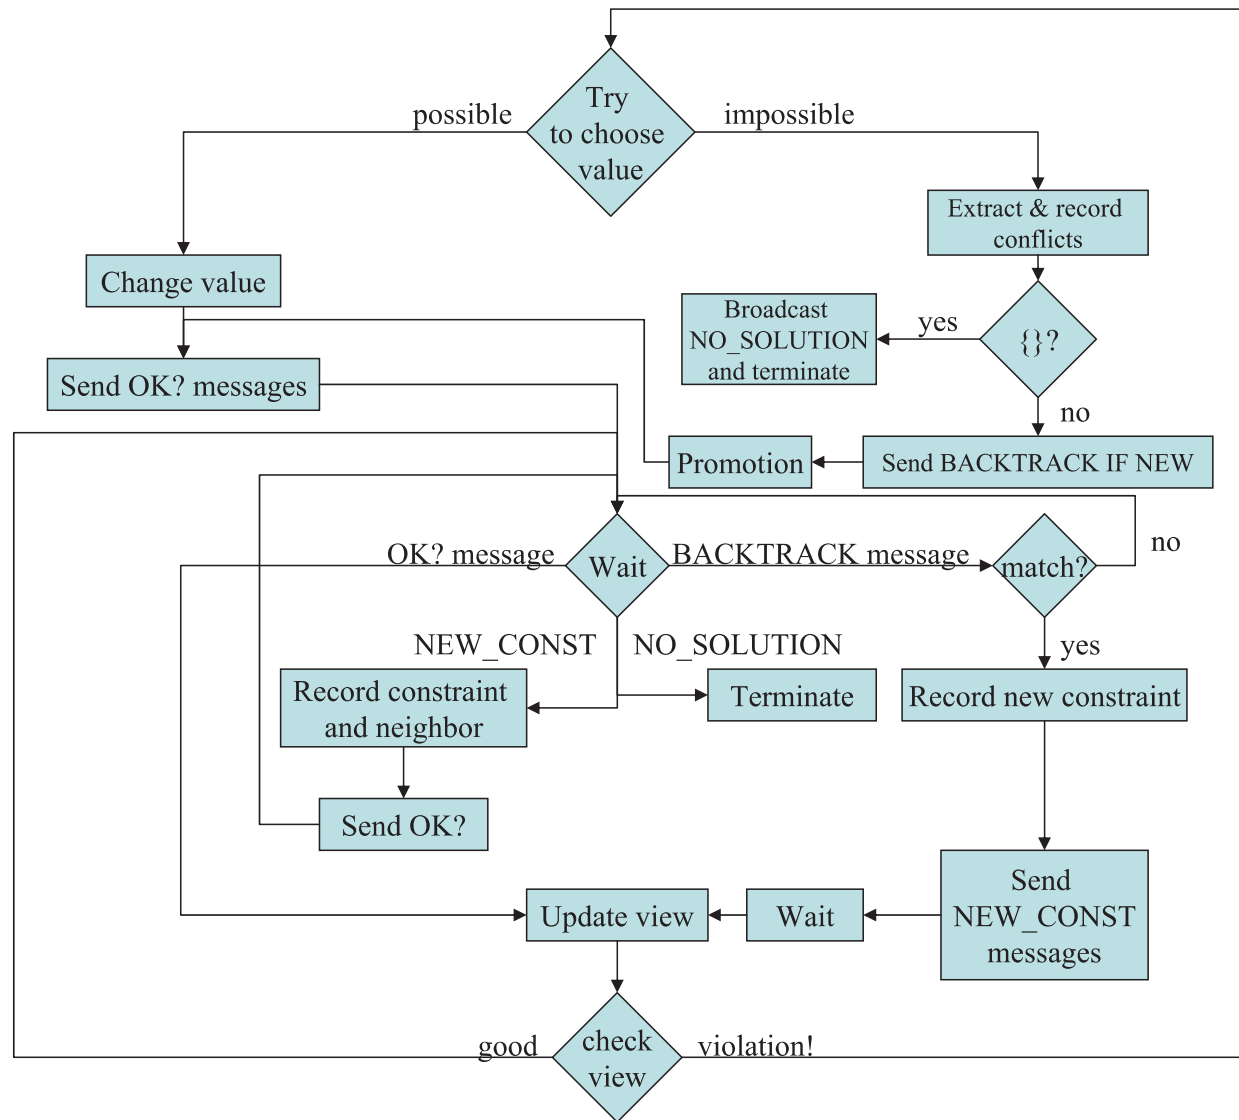 Try
to choose
value
possible
impossible
Extract & record
conflicts
Change value
Broadcast
NO_SOLUTION
and terminate
yes
{}?
no
Send OK? messages
Promotion
Send BACKTRACK IF NEW
OK? message
Wait
BACKTRACK message
match?
no
NEW_CONST
NO_SOLUTION
yes
Record constraint
and neighbor
Terminate
Record new constraint
Send OK?
Send
NEW_CONST
messages
Update view
Wait
good
check
view
violation!